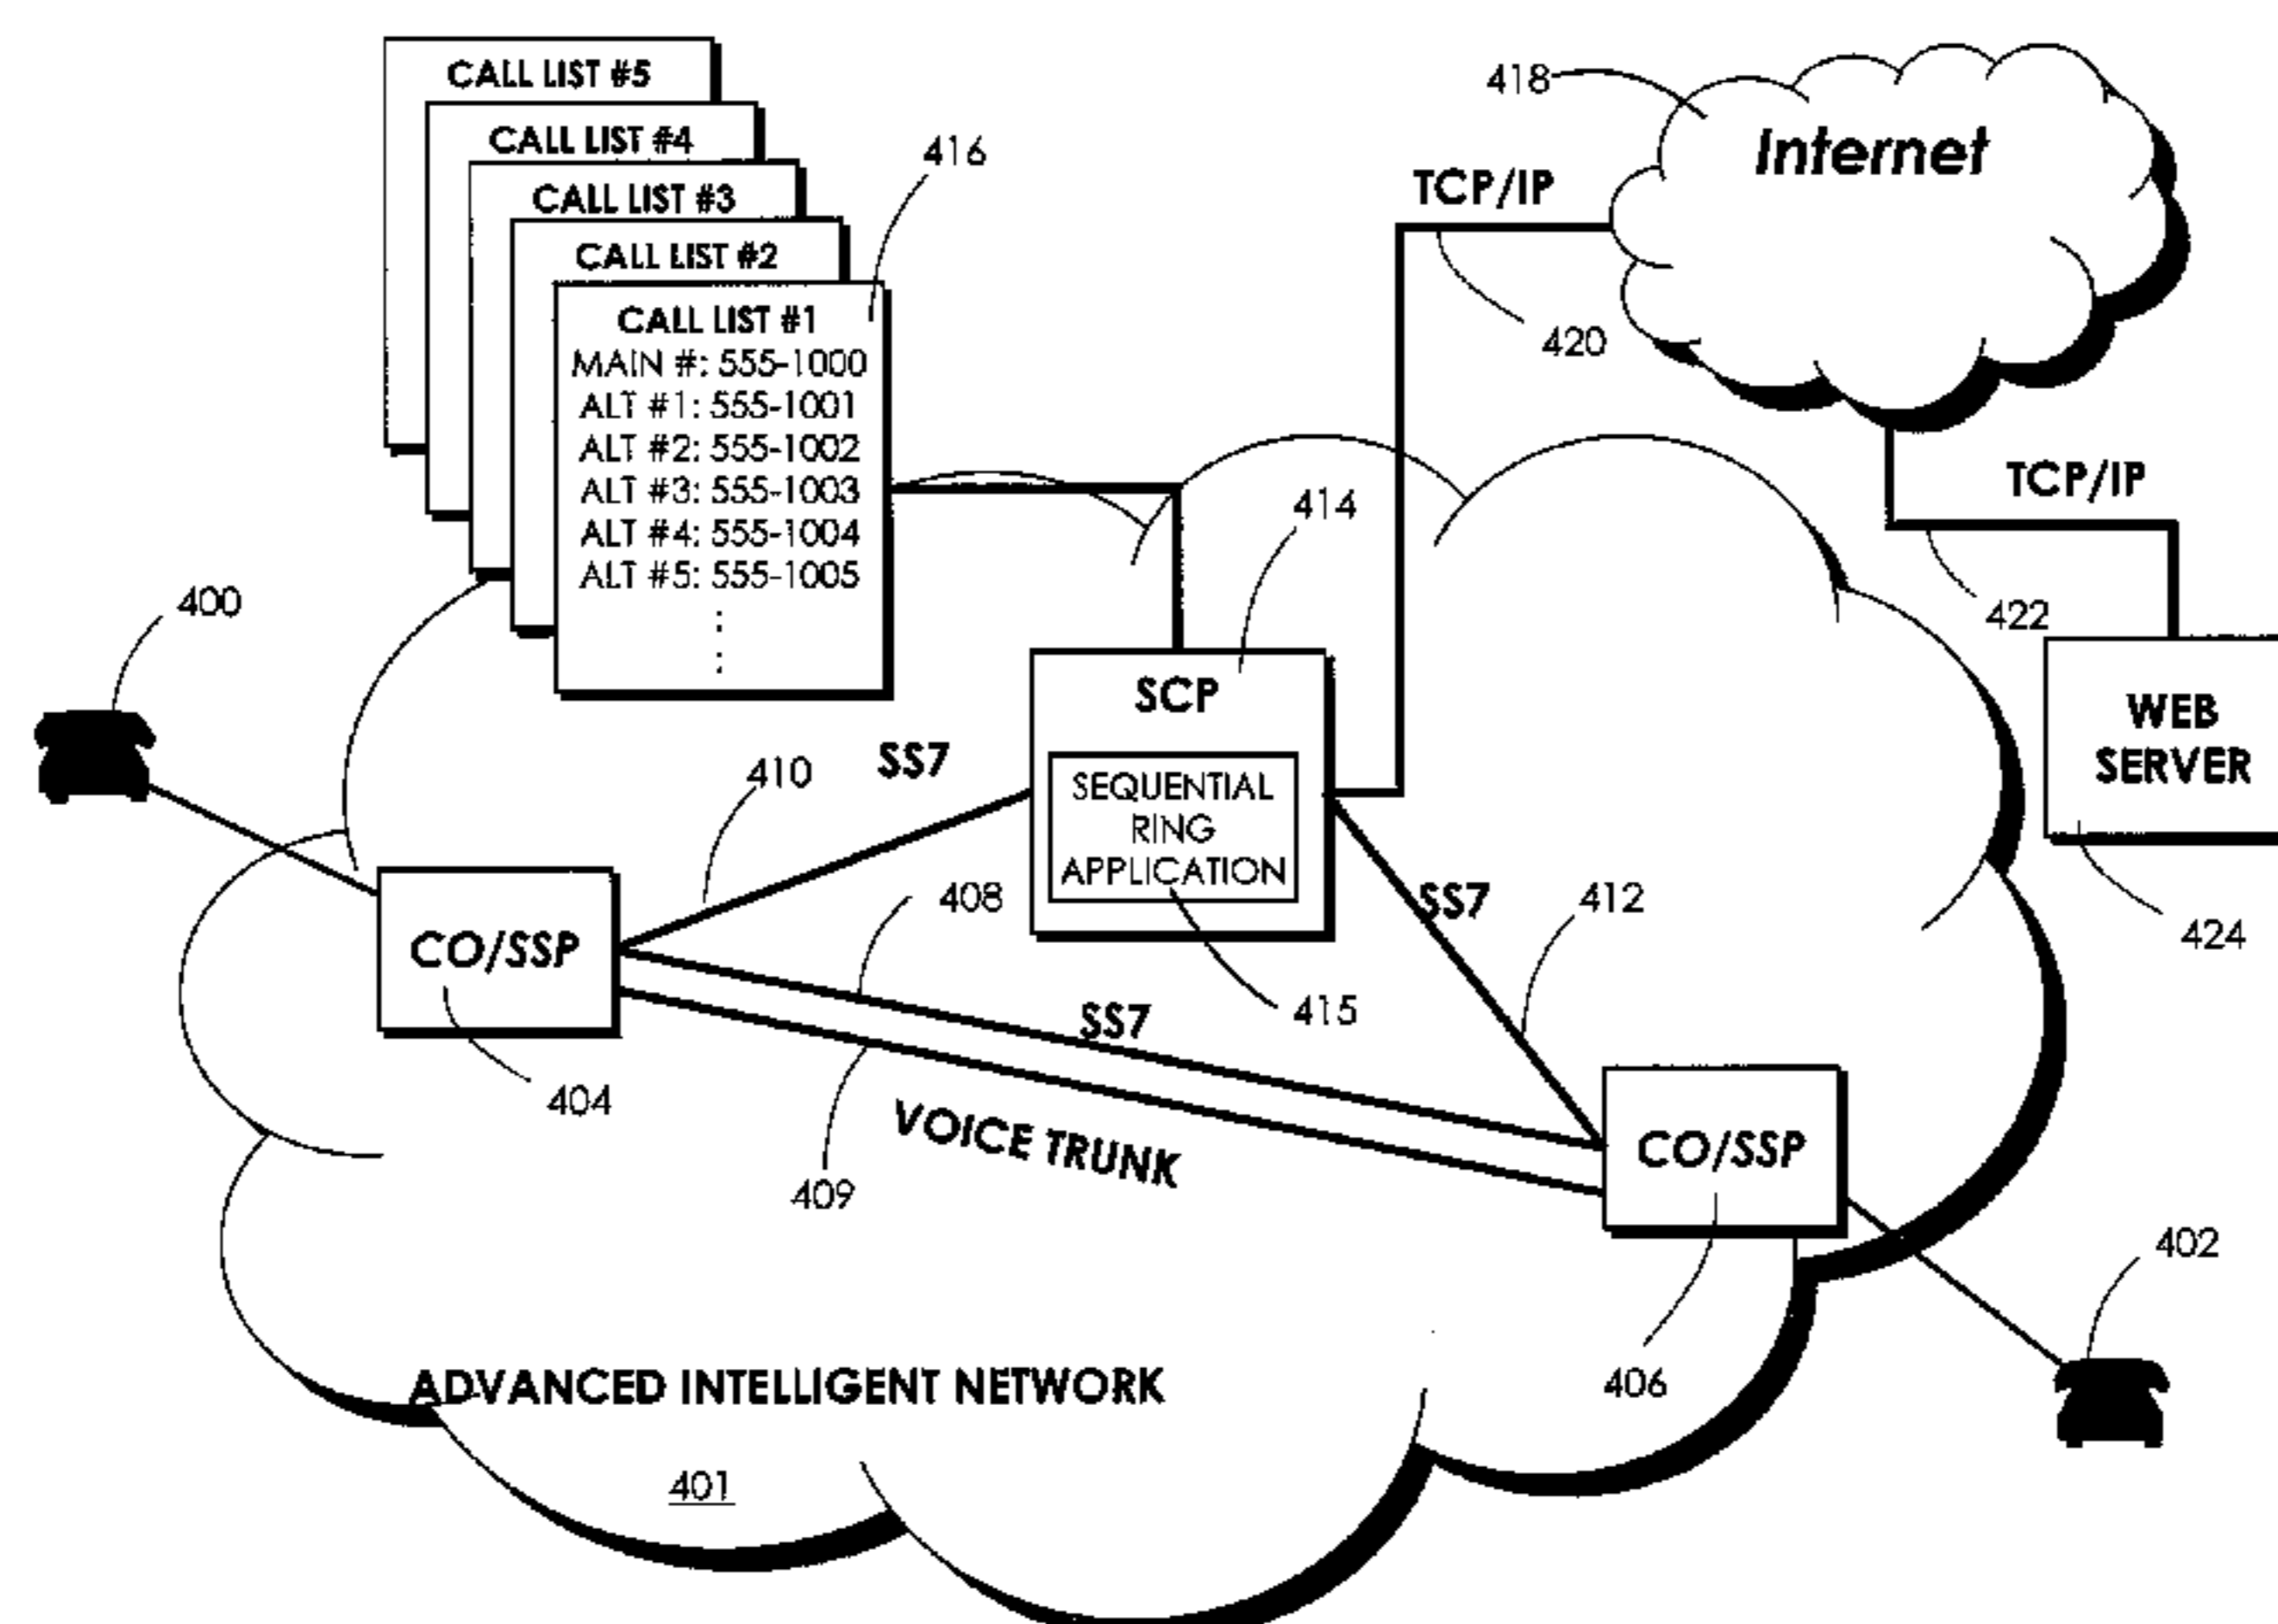 CALL LIST #5
CALL LIST #4
CALL LIST #3
CALL LIST #2
CALL LIST #1
MAIN #: 555-1000
ALT #1: 555-1001
ALT #2: 555-1002
ALT #3: 555-1003
ALT #4: 555-1004
ALT #5: 555-1005
:
:
416
418
Internet
TCP/IP
420
TCP/IP
422
WEB
SERVER
424
400
414
SCP
SEQUENTIAL
RING
APPLICATION
415
SS7
410
408
SS7
412
CO/SSP
404
SS7
409
VOICE TRUNK
CO/SSP
406
402
ADVANCED INTELLIGENT NETWORK
401